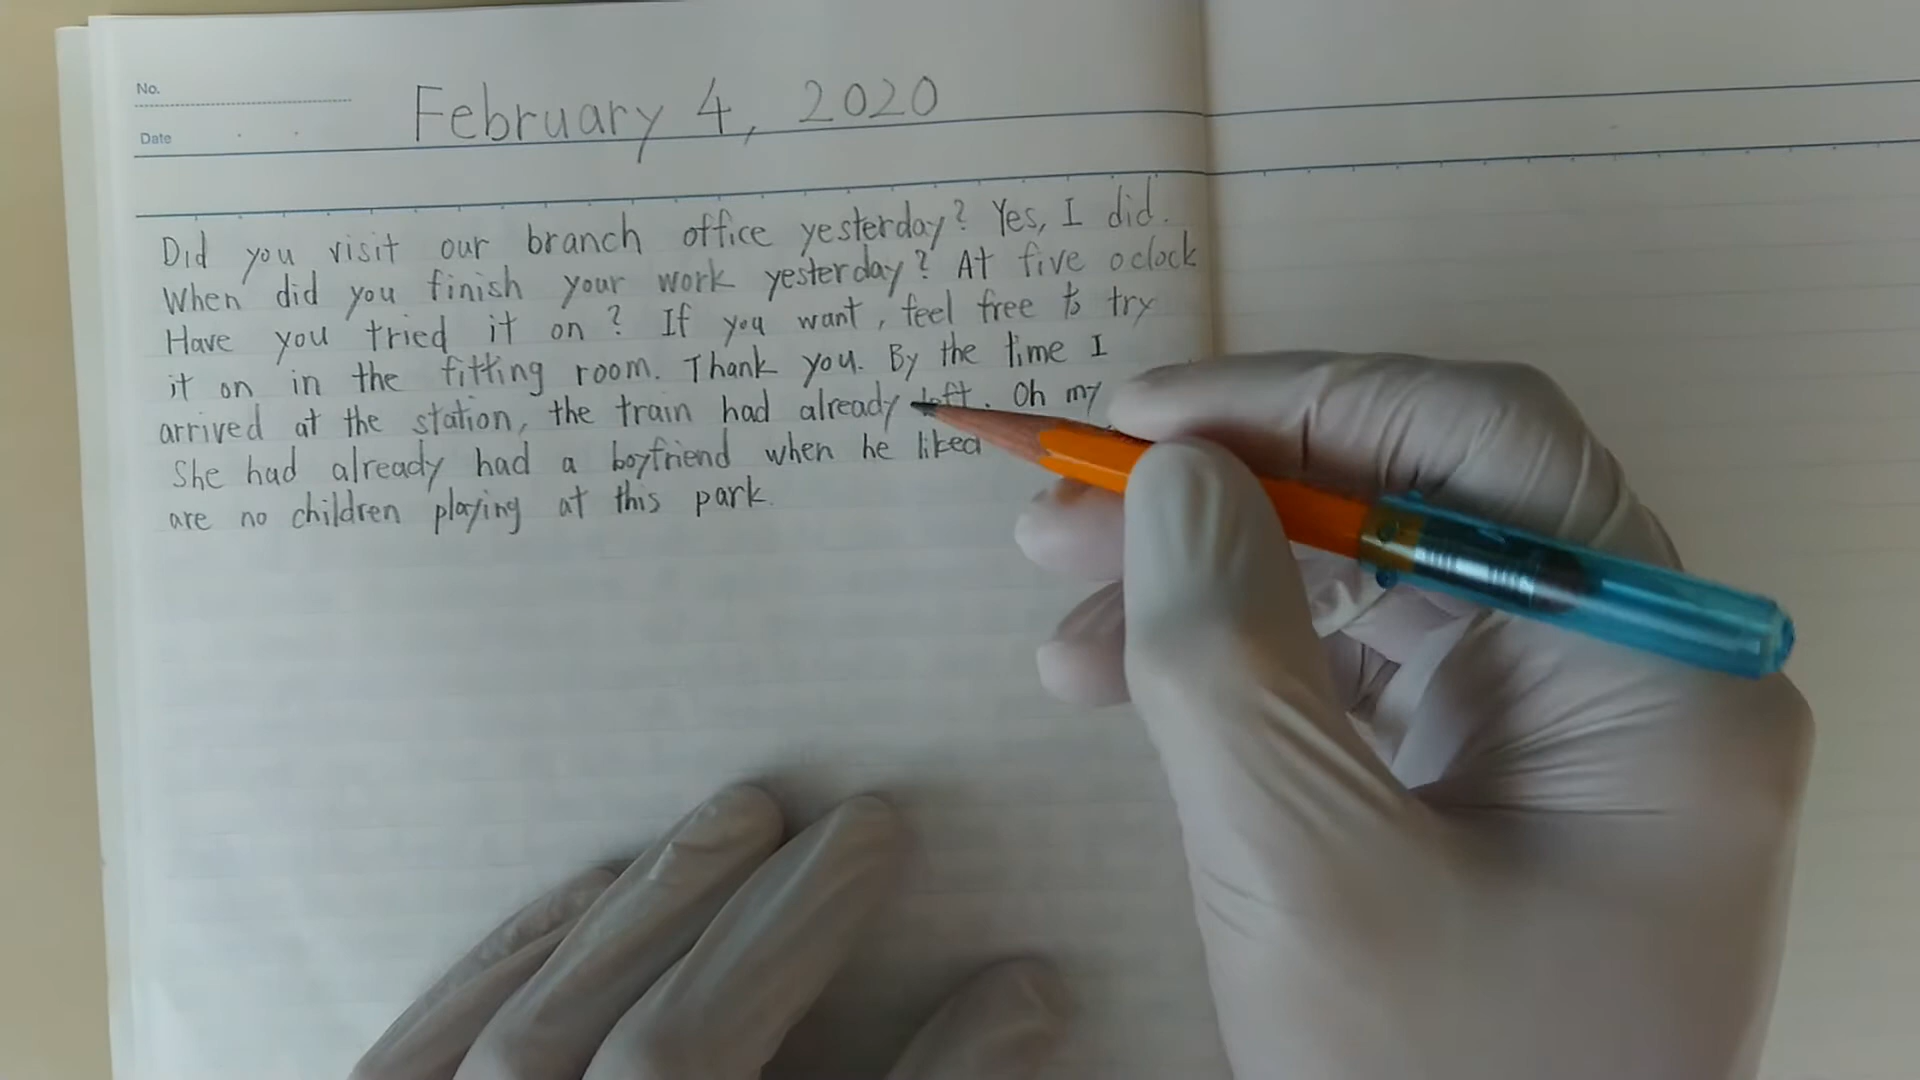 No.
Date
February 4, 2020
Did you visit our branch office yesterday? Yes, I did.
When did you finish your work yesterday? At five oclock
Have you tried it on? If you want, feel free to try
it on in the fitting room. Thank you. By the time I
arrived at the station, the train had already left. Oh my
She had already had a boyfriend when he liked
are no children playing at this park.